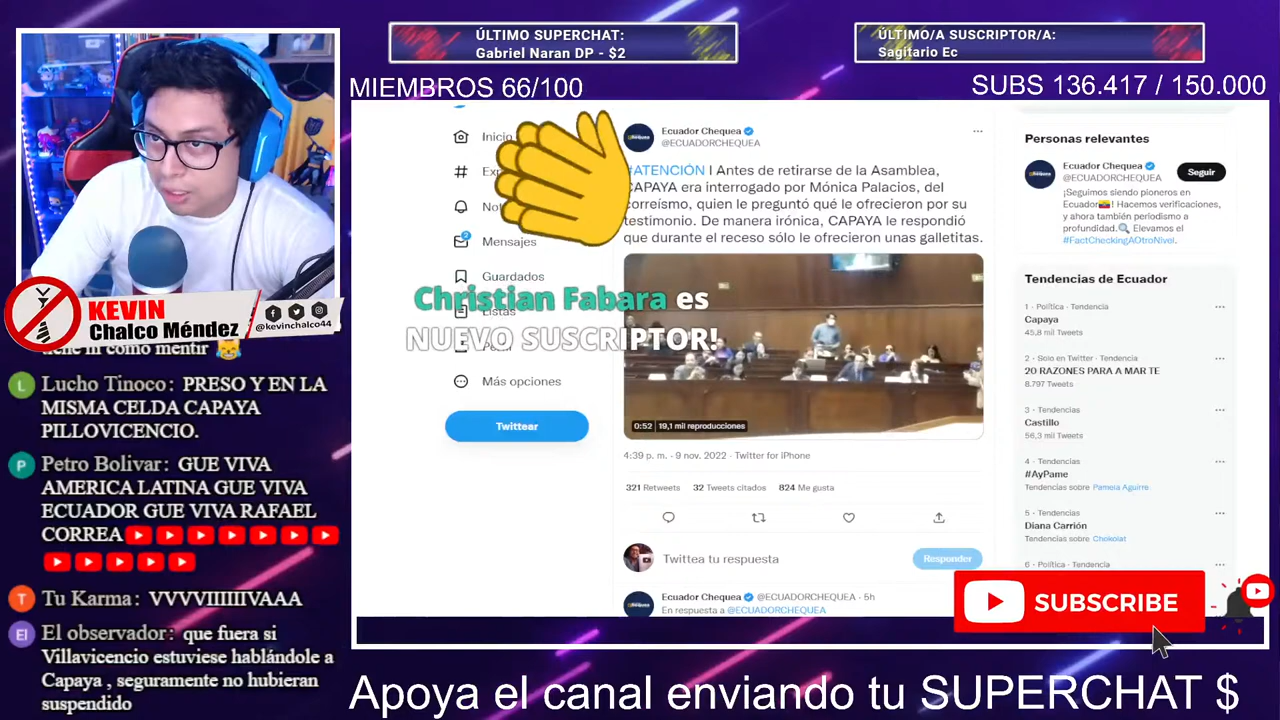 ÚLTIMO SUPERCHAT:
Gabriel Naran DP - $2
ÚLTIMO/A SUSCRIPTOR/A:
Sagitario Ec
MIEMBROS 66/100
SUBS 136.417 / 150.000
KEVIN
Chalco Méndez
@kevinchalco44
tiene ni como mentir
L
Lucho Tinoco: PRESO Y EN LA
MISMA CELDA CAPAYA
PILLOVICENCIO.
P
Petro Bolivar: GUE VIVA
AMERICA LATINA GUE VIVA
ECUADOR GUE VIVA RAFAEL
CORREA
T
Tu Karma: VVVVIIIIIIVAAA
El
El observador: que fuera si
Villavicencio estuviese hablándole a
Capaya , seguramente no hubieran
suspendido
Inicio
Mensajes
2
Guardados
Listas
Más opciones
Twittear
Christian Fabara es
NUEVO SUSCRIPTOR!
Ecuador Chequea
@ECUADORCHEQUEA
#ATENCIÓN | Antes de retirarse de la Asamblea,
CAPAYA era interrogado por Mónica Palacios, del
correísmo, quien le preguntó qué le ofrecieron por su
testimonio. De manera irónica, CAPAYA le respondió
que durante el receso sólo le ofrecieron unas galletitas.
0:52
19,1 mil reproducciones
4:39 p. m. · 9 nov. 2022 · Twitter for iPhone
321 Retweets
32 Tweets citados
824 Me gusta
Twittea tu respuesta
Responder
Ecuador Chequea @ECUADORCHEQUEA · 5h
En respuesta a @ECUADORCHEQUEA
Personas relevantes
Ecuador Chequea
@ECUADORCHEQUEA
Seguir
¡Seguimos siendo pioneros en
Ecuador! Hacemos verificaciones,
y ahora también periodismo a
profundidad. Elevamos el
#FactCheckingAOtroNivel.
Tendencias de Ecuador
1 · Política · Tendencia
Capaya
45,8 mil Tweets
2 · Solo en Twitter · Tendencia
20 RAZONES PARA A MAR TE
8.797 Tweets
3 · Tendencias
Castillo
56,3 mil Tweets
4 · Tendencias
#AyPame
Tendencias sobre Pamela Aguirre
5 · Tendencias
Diana Carrión
Tendencias sobre Chokolat
6 · Política · Tendencia
SUBSCRIBE
Apoya el canal enviando tu SUPERCHAT $